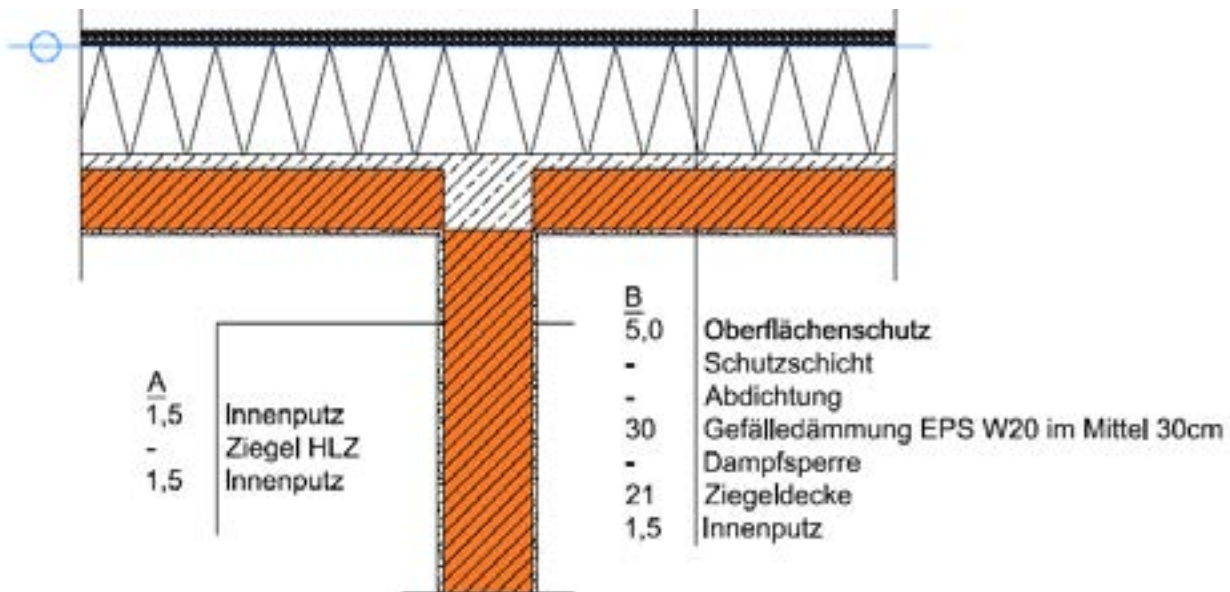 A
1,5 Innenputz
- Ziegel HLZ
1,5 Innenputz
B
5,0 Oberflächenschutz
- Schutzschicht
- Abdichtung
30 Gefälledämmung EPS W20 im Mittel 30cm
- Dampfsperre
21 Ziegeldecke
1,5 Innenputz